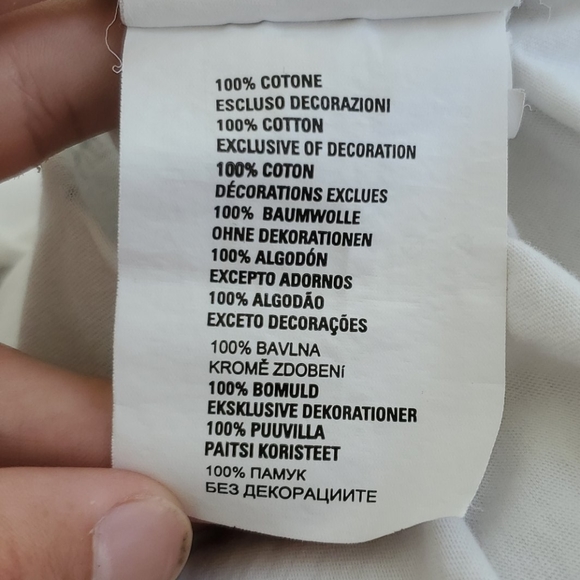 100% COTONE
ESCLUSO DECORAZIONI
100% COTTON
EXCLUSIVE OF DECORATION
100% COTON
DÉCORATIONS EXCLUES
100% BAUMWOLLE
OHNE DEKORATIONEN
100% ALGODÓN
EXCEPTO ADORNOS
100% ALGODÃO
EXCETO DECORAÇÕES
100% BAVLNA
KROMĚ ZDOBENí
100% BOMULD
EKSKLUSIVE DEKORATIONER
100% PUUVILLA
PAITSI KORISTEET
100% ПАМУК
БЕЗ ДЕКОРАЦИИТЕ